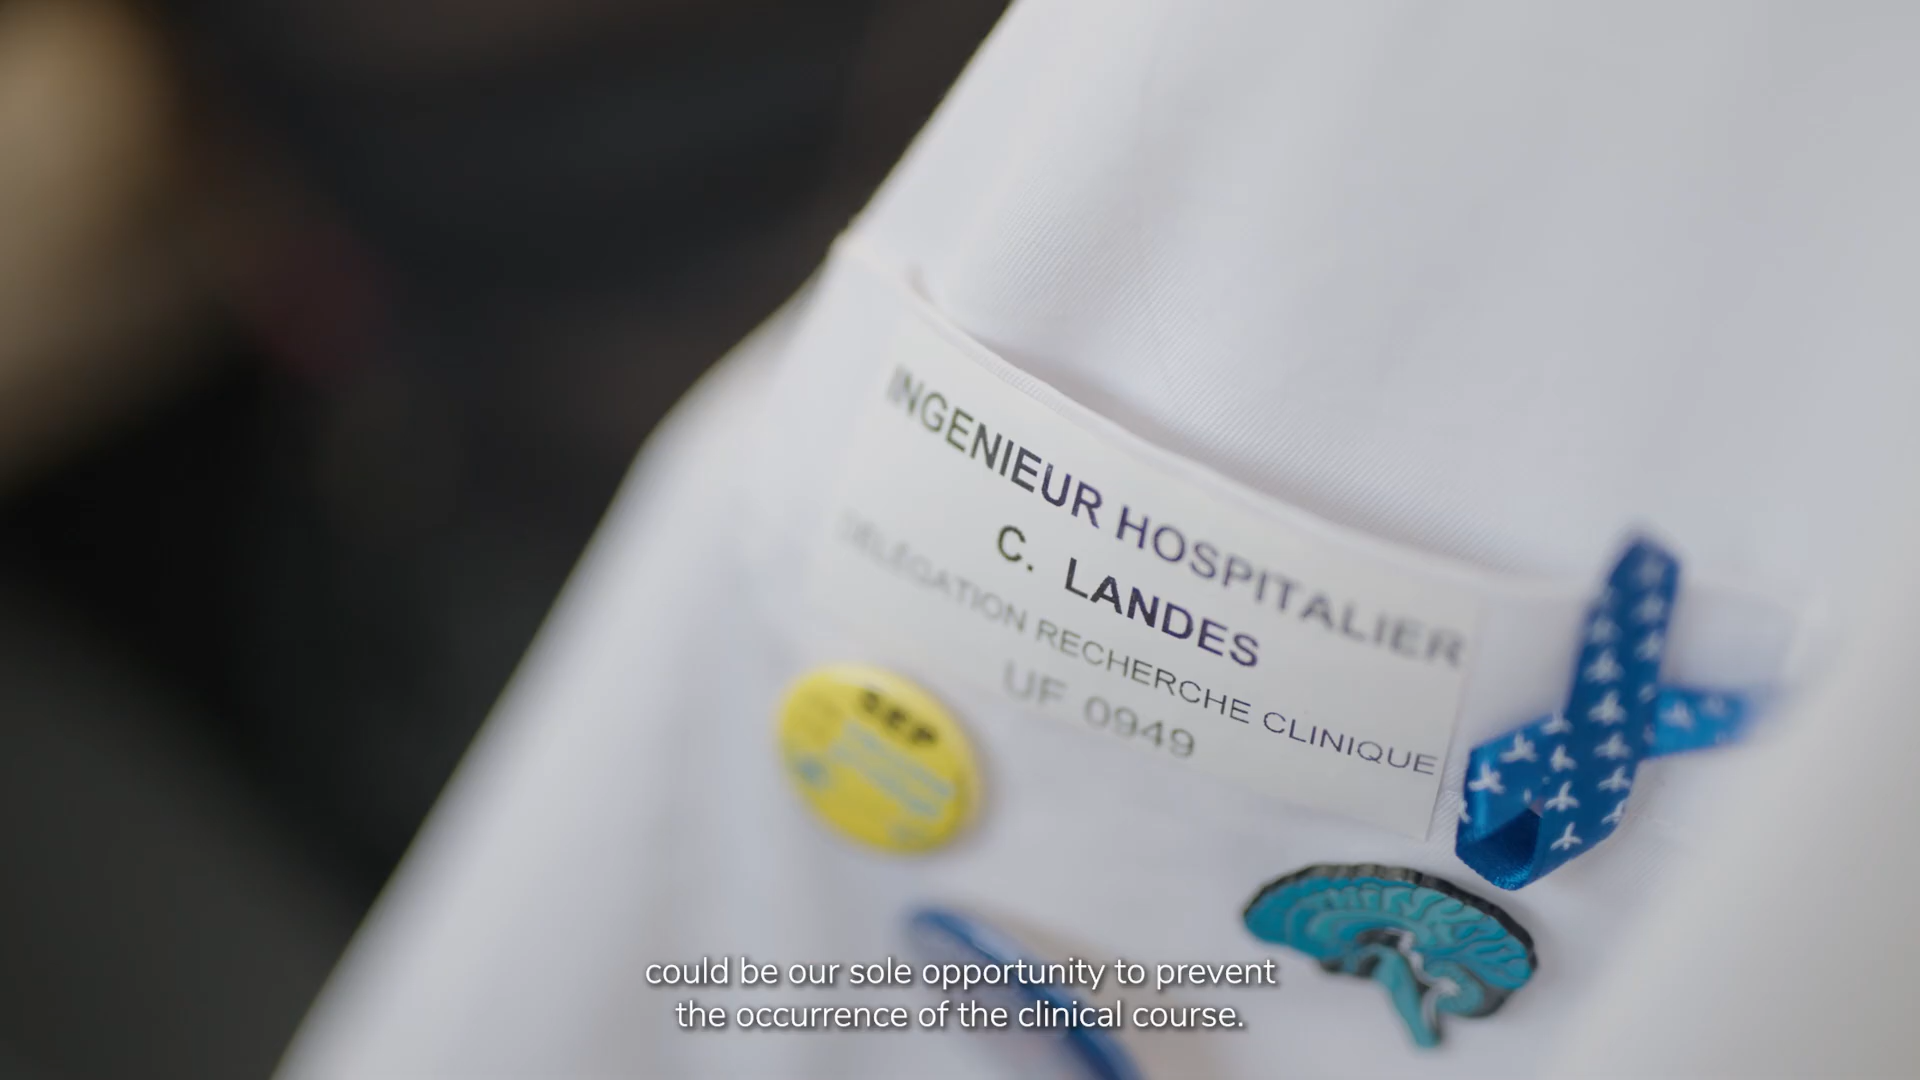 INGENIEUR HOSPITALIER
C. LANDES
DÉLÉGATION RECHERCHE CLINIQUE
UF 0949
SEP
could be our sole opportunity to prevent
the occurrence of the clinical course.